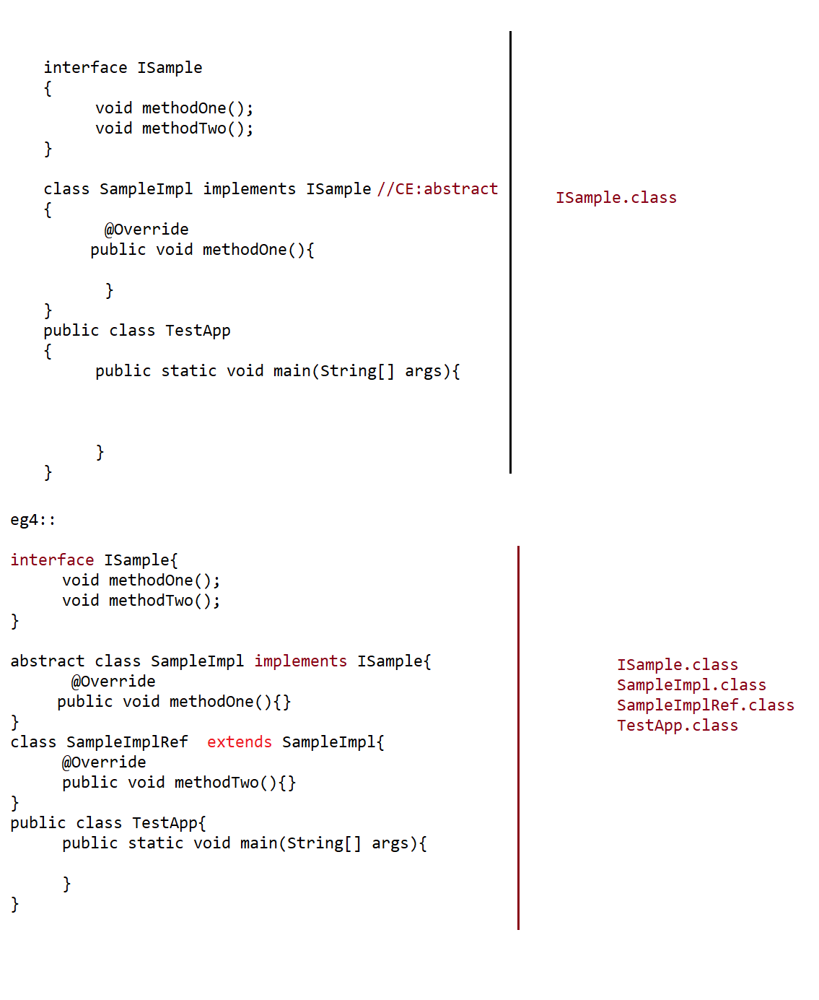 interface ISample
{
void methodOne();
void methodTwo();
}
class SampleImpl implements ISample //CE:abstract
{
@Override
public void methodOne(){
}
}
public class TestApp
{
public static void main(String[] args){
}
}
ISample.class
eg4::
interface ISample{
void methodOne();
void methodTwo();
}
abstract class SampleImpl implements ISample{
@Override
public void methodOne(){}
}
class SampleImplRef extends SampleImpl{
@Override
public void methodTwo(){}
}
public class TestApp{
public static void main(String[] args){
}
}
ISample.class
SampleImpl.class
SampleImplRef.class
TestApp.class